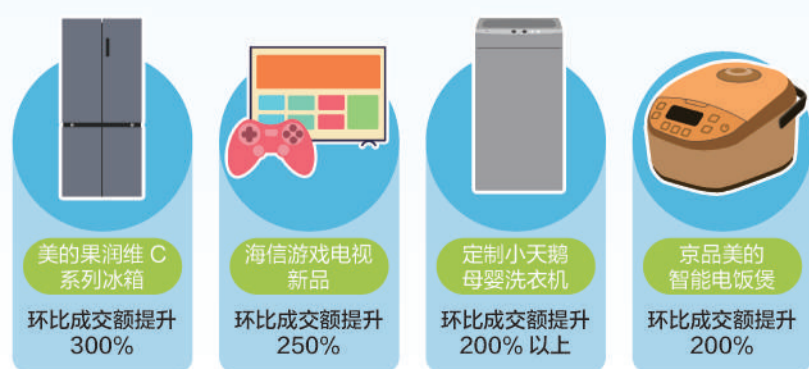 美的果润维 C
系列冰箱
环比成交额提升
300%
海信游戏电视
新品
环比成交额提升
250%
定制小天鹅
母婴洗衣机
环比成交额提升
200% 以上
京品美的
智能电饭煲
环比成交额提升
200%